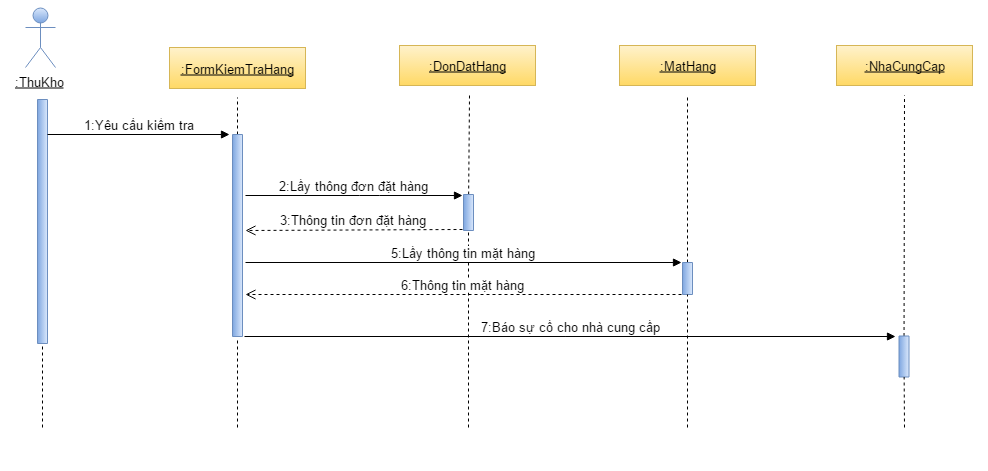 :ThuKho
:FormKiemTraHang
:DonDatHang
:MatHang
:NhaCungCap
1:Yêu cầu kiểm tra
2:Lấy thông đơn đặt hàng
3:Thông tin đơn đặt hàng
5:Lấy thông tin mặt hàng
6:Thông tin mặt hàng
7:Báo sự cố cho nhà cung cấp